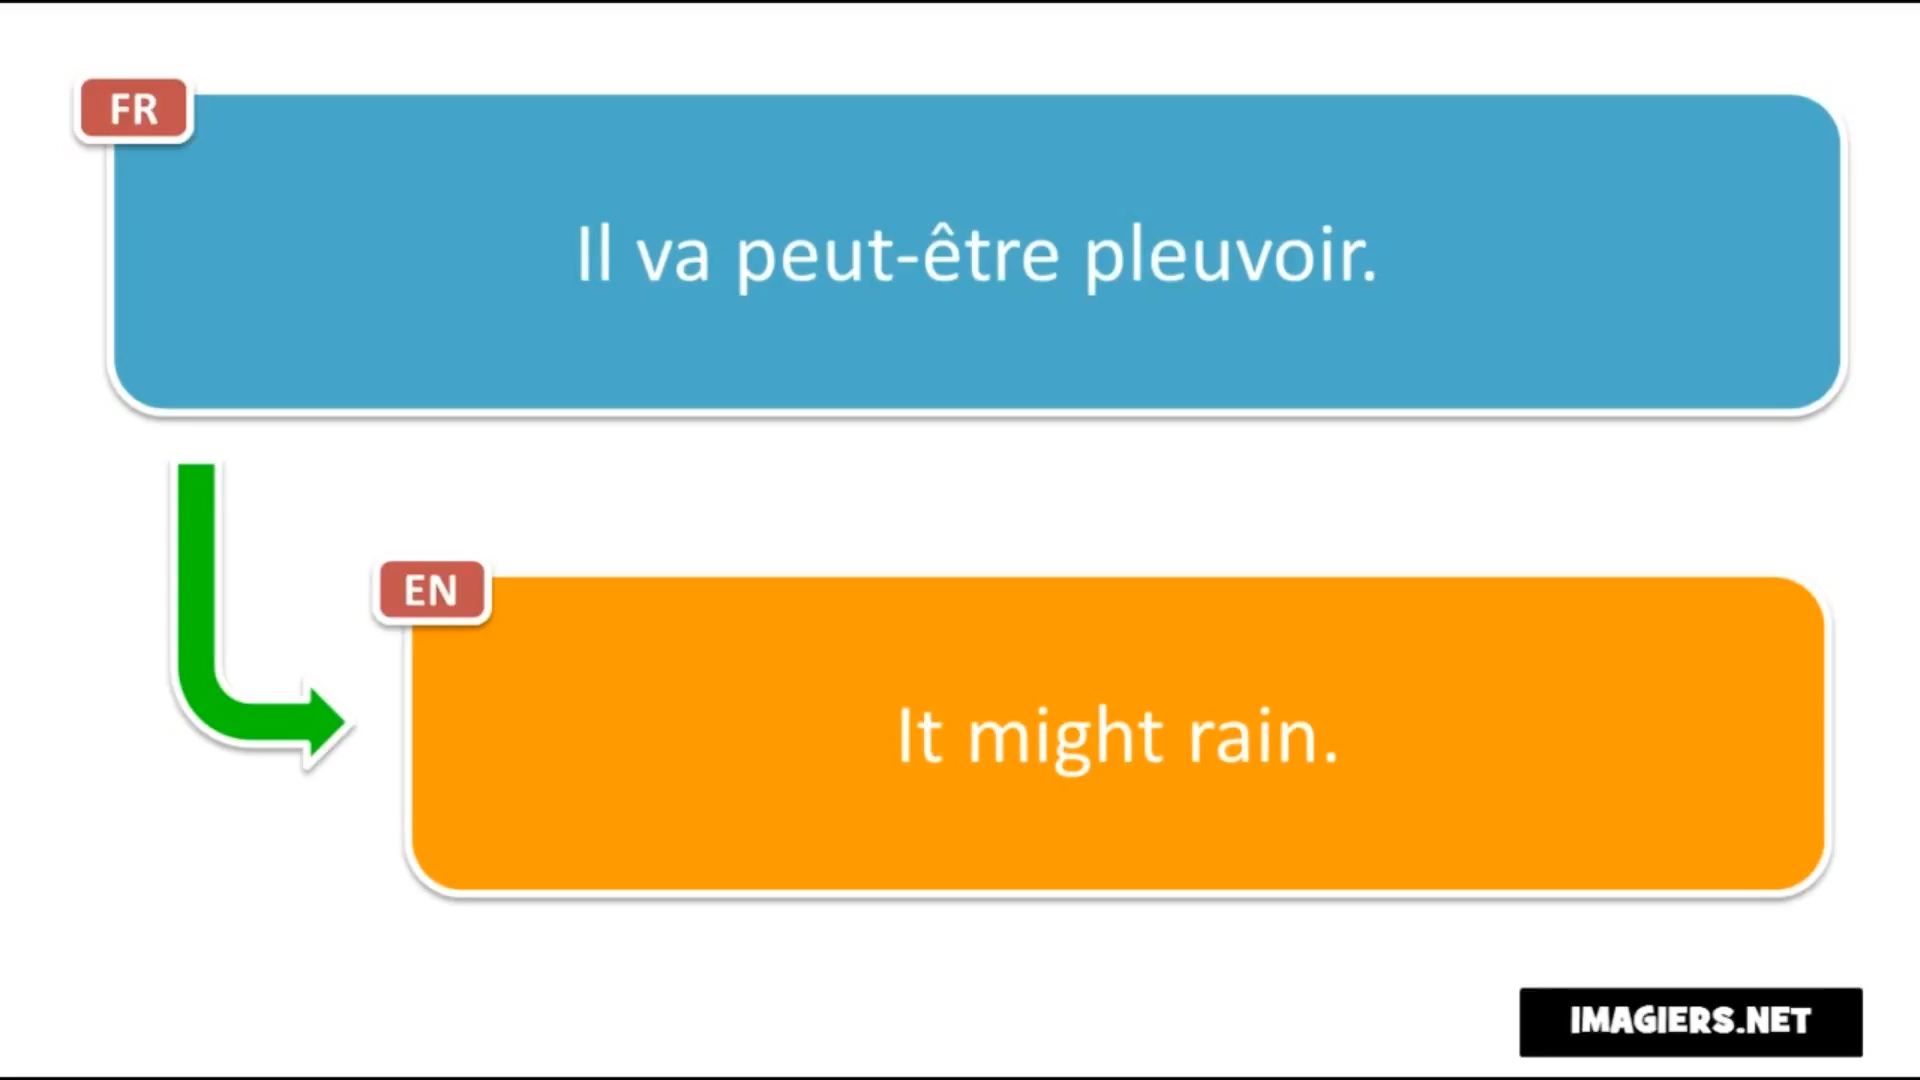 FR
Il va peut-être pleuvoir.
EN
It might rain.
IMAGIERS.NET